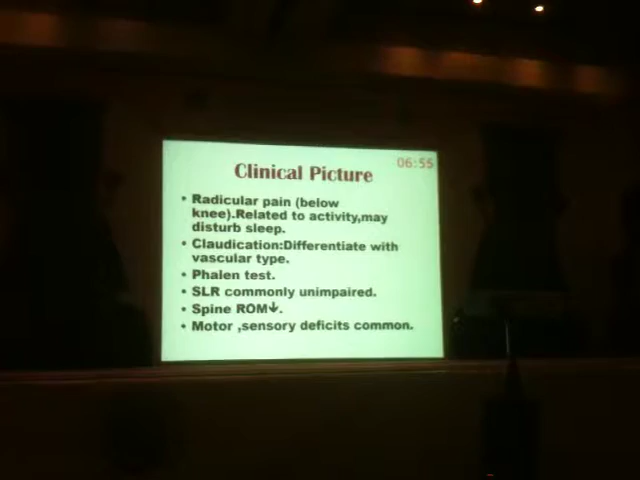 06:55
Clinical Picture
• Radicular pain (below
knee).Related to activity,may
disturb sleep.
• Claudication:Differentiate with
vascular type.
• Phalen test.
• SLR commonly unimpaired.
• Spine ROM↓.
• Motor ,sensory deficits common.